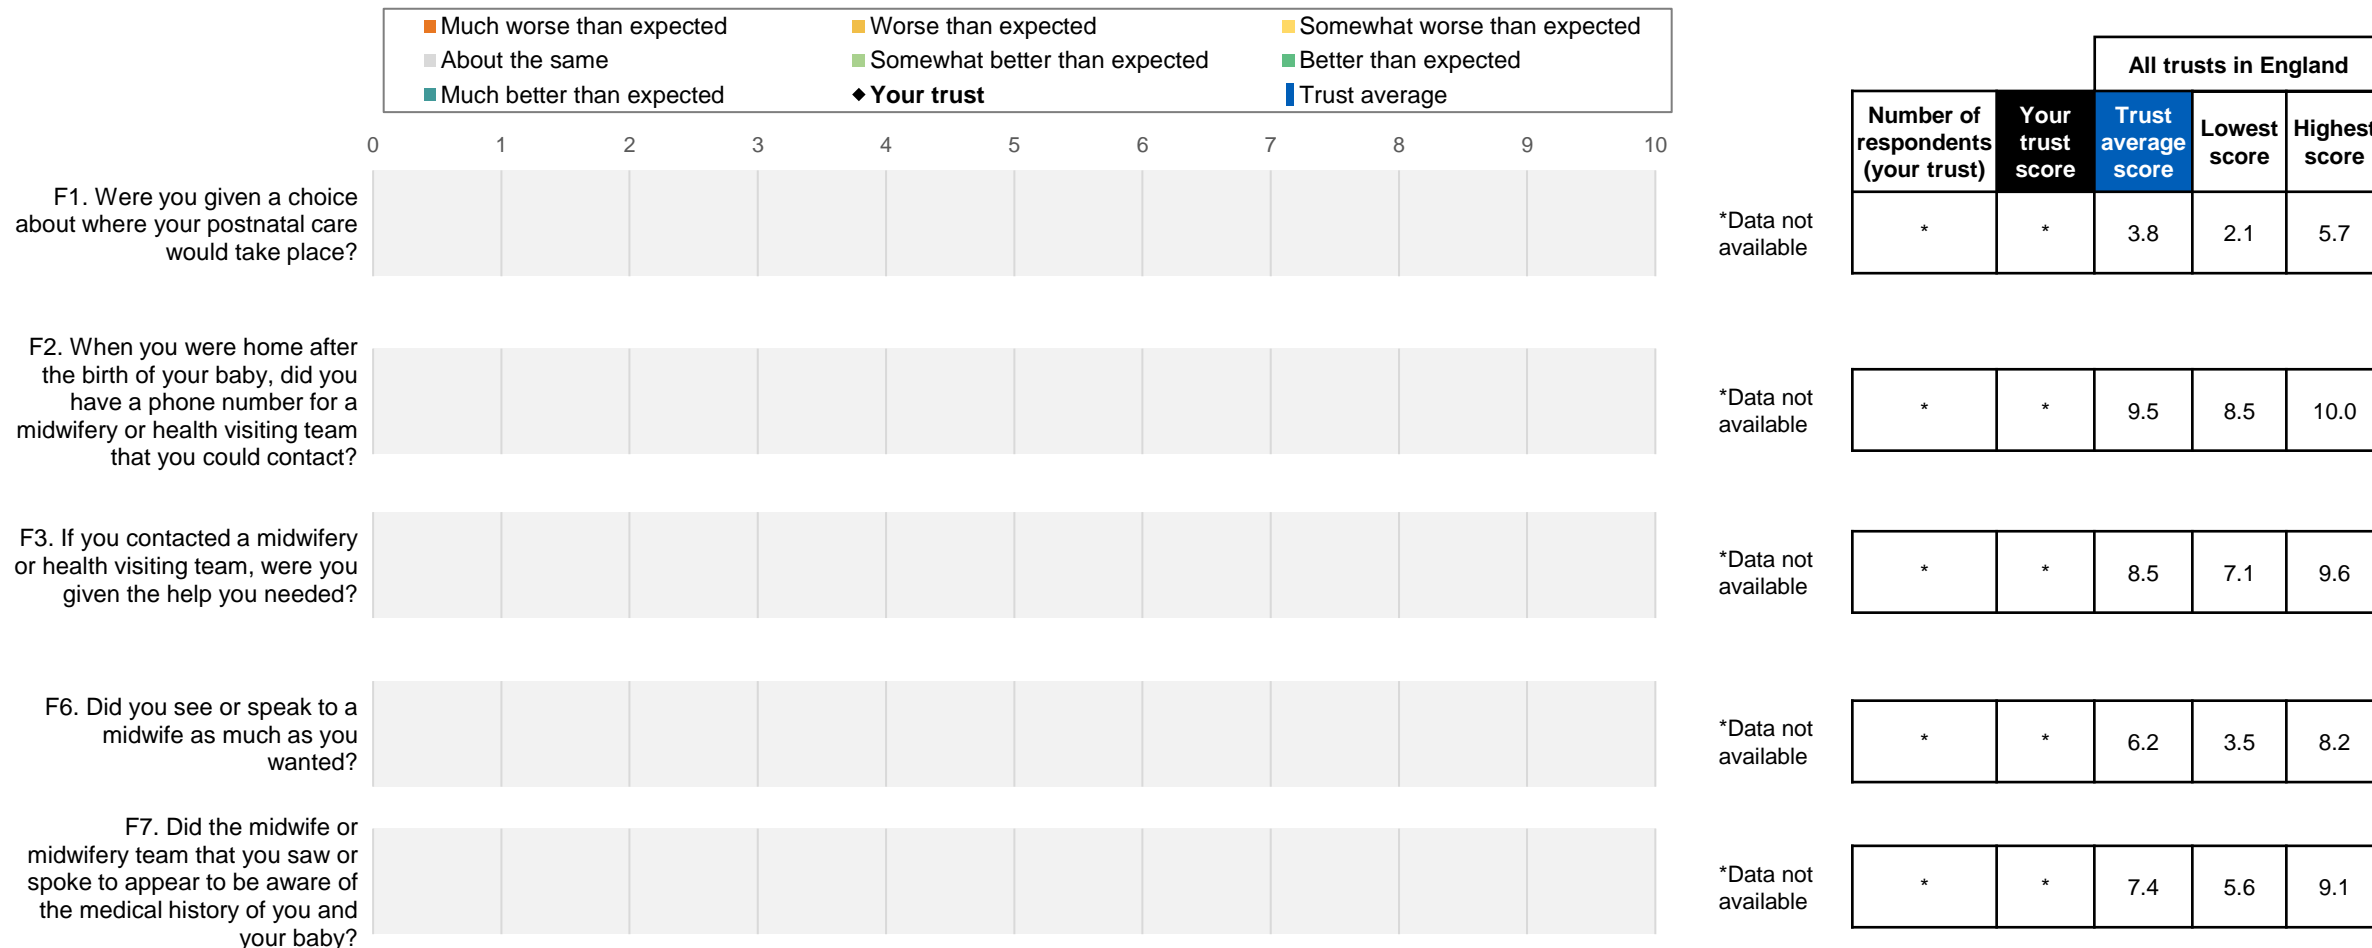 Much worse than expected
Worse than expected
Somewhat worse than expected
About the same
Somewhat better than expected
Better than expected
Much better than expected
Your trust
Trust average
All trusts in England
Number of
respondents
(your trust)
Your
trust
score
Trust
average
score
Lowest
score
Highest
score
0 1 2 3 4 5 6 7 8 9 10
F1. Were you given a choice
about where your postnatal care
would take place?
*Data not
available
* * 3.8 2.1 5.7
F2. When you were home after
the birth of your baby, did you
have a phone number for a
midwifery or health visiting team
that you could contact?
*Data not
available
* * 9.5 8.5 10.0
F3. If you contacted a midwifery
or health visiting team, were you
given the help you needed?
*Data not
available
* * 8.5 7.1 9.6
F6. Did you see or speak to a
midwife as much as you
wanted?
*Data not
available
* * 6.2 3.5 8.2
F7. Did the midwife or
midwifery team that you saw or
spoke to appear to be aware of
the medical history of you and
your baby?
*Data not
available
* * 7.4 5.6 9.1